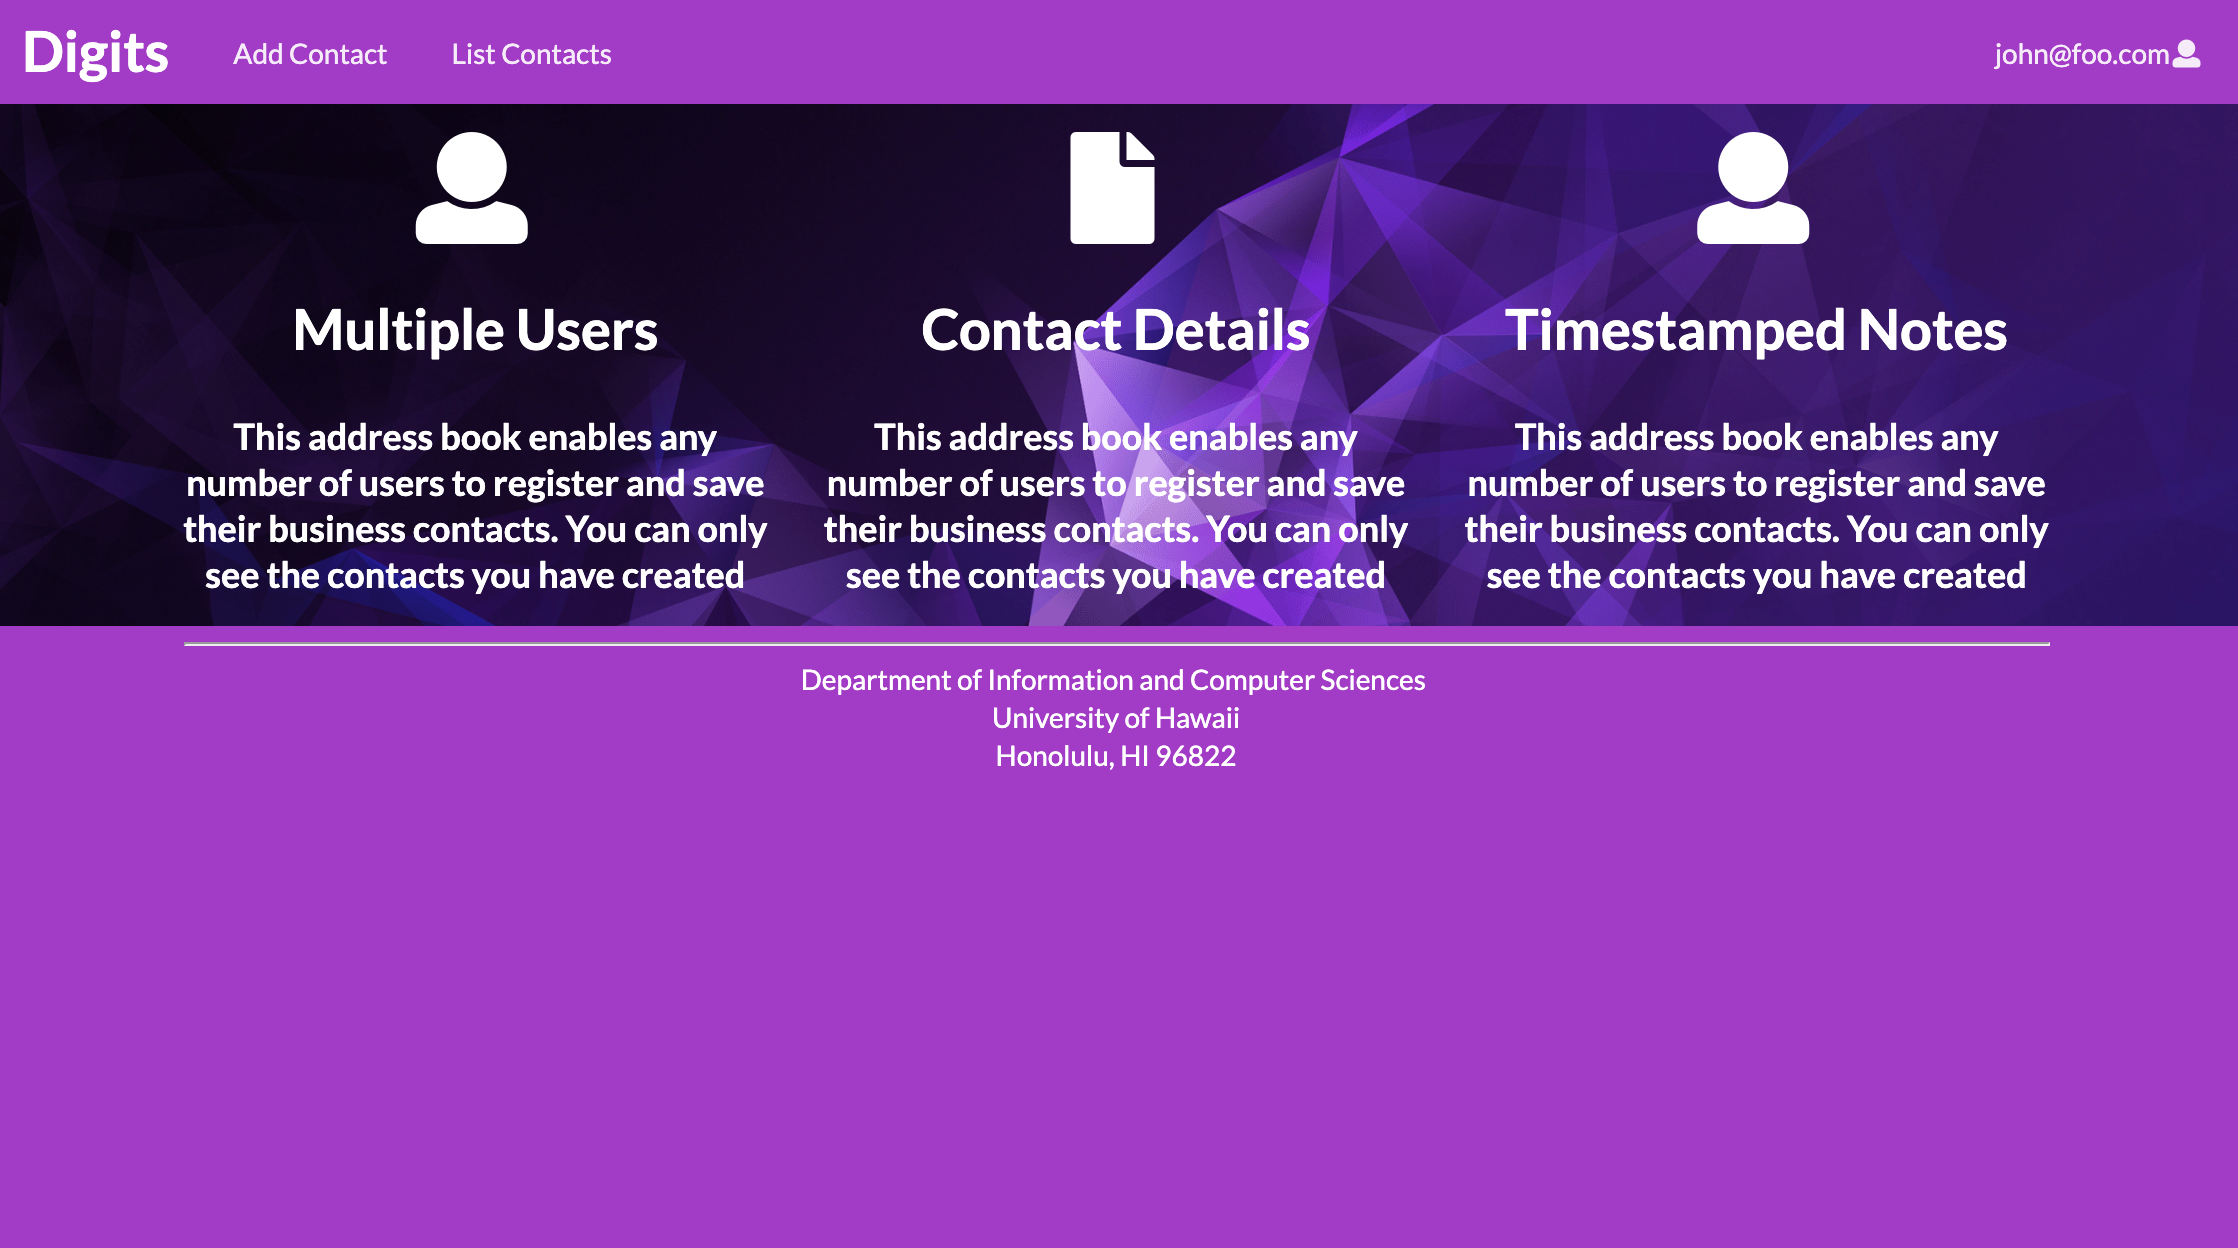 Digits
Add Contact
List Contacts
john@foo.com
Multiple Users
This address book enables any
number of users to register and save
their business contacts. You can only
see the contacts you have created
Contact Details
This address book enables any
number of users to register and save
their business contacts. You can only
see the contacts you have created
Timestamped Notes
This address book enables any
number of users to register and save
their business contacts. You can only
see the contacts you have created
Department of Information and Computer Sciences
University of Hawaii
Honolulu, HI 96822